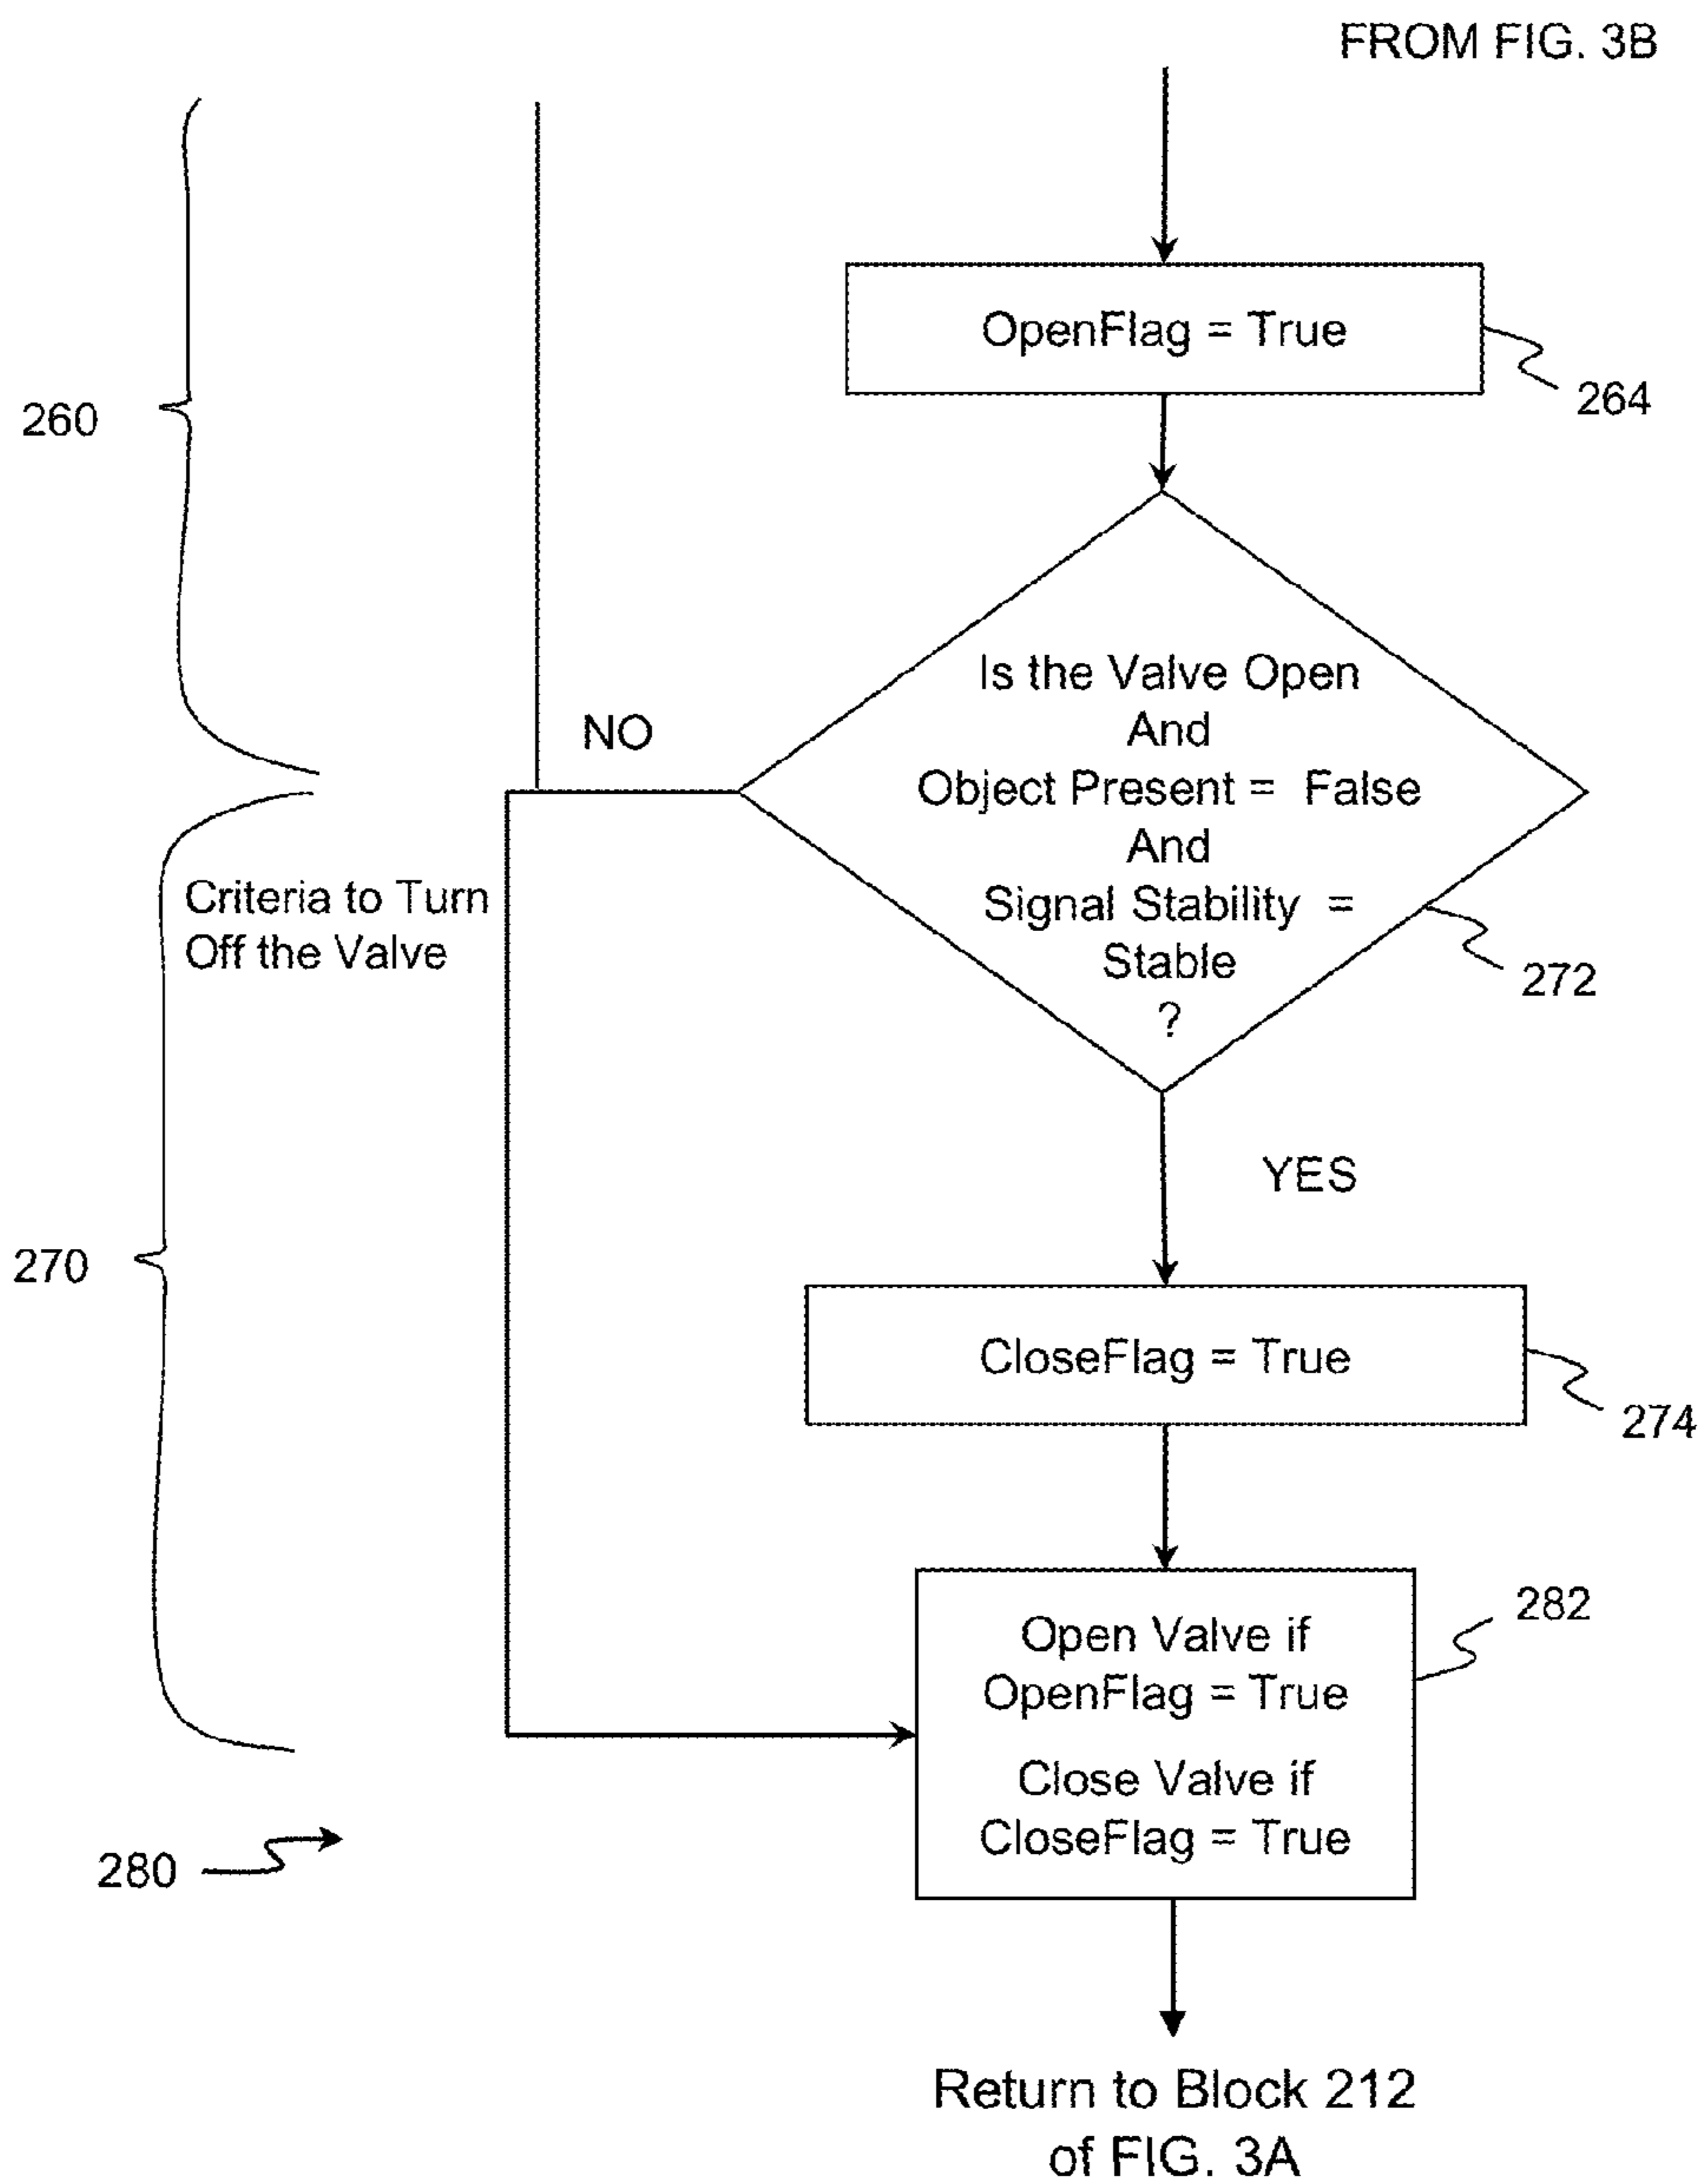 FROM FIG. 3B
OpenFlag = True
264
260
Is the Valve Open
And
Object Present = False
And
Signal Stability =
Stable
?
NO
272
Criteria to Turn
Off the Valve
YES
270
CloseFlag = True
274
282
Open Valve if
OpenFlag = True
Close Valve if
CloseFlag = True
280
Return to Block 212
of FIG. 3A